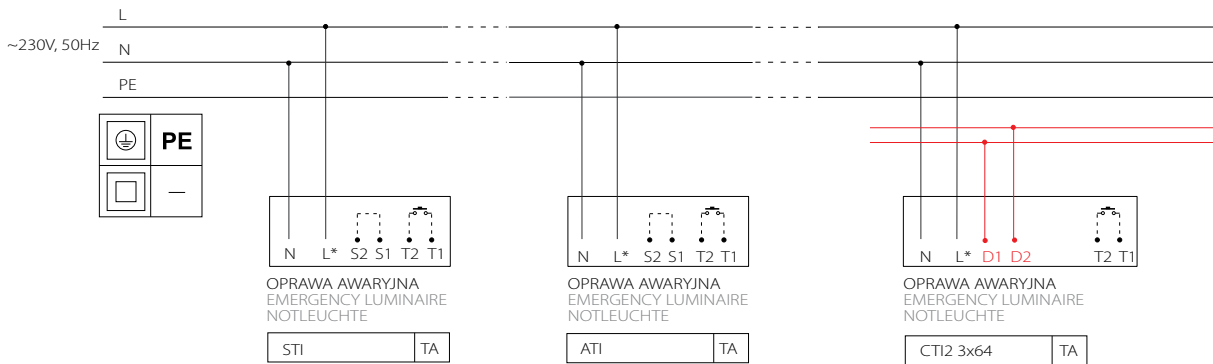 L
~230V, 50Hz
N
PE
PE
—
N L* S2 S1 T2 T1
N L* S2 S1 T2 T1
N L* D1 D2 T2 T1
OPRAWA AWARYJNA
EMERGENCY LUMINAIRE
NOTLEUCHTE
OPRAWA AWARYJNA
EMERGENCY LUMINAIRE
NOTLEUCHTE
OPRAWA AWARYJNA
EMERGENCY LUMINAIRE
NOTLEUCHTE
STI TA
ATI TA
CTI2 3x64 TA